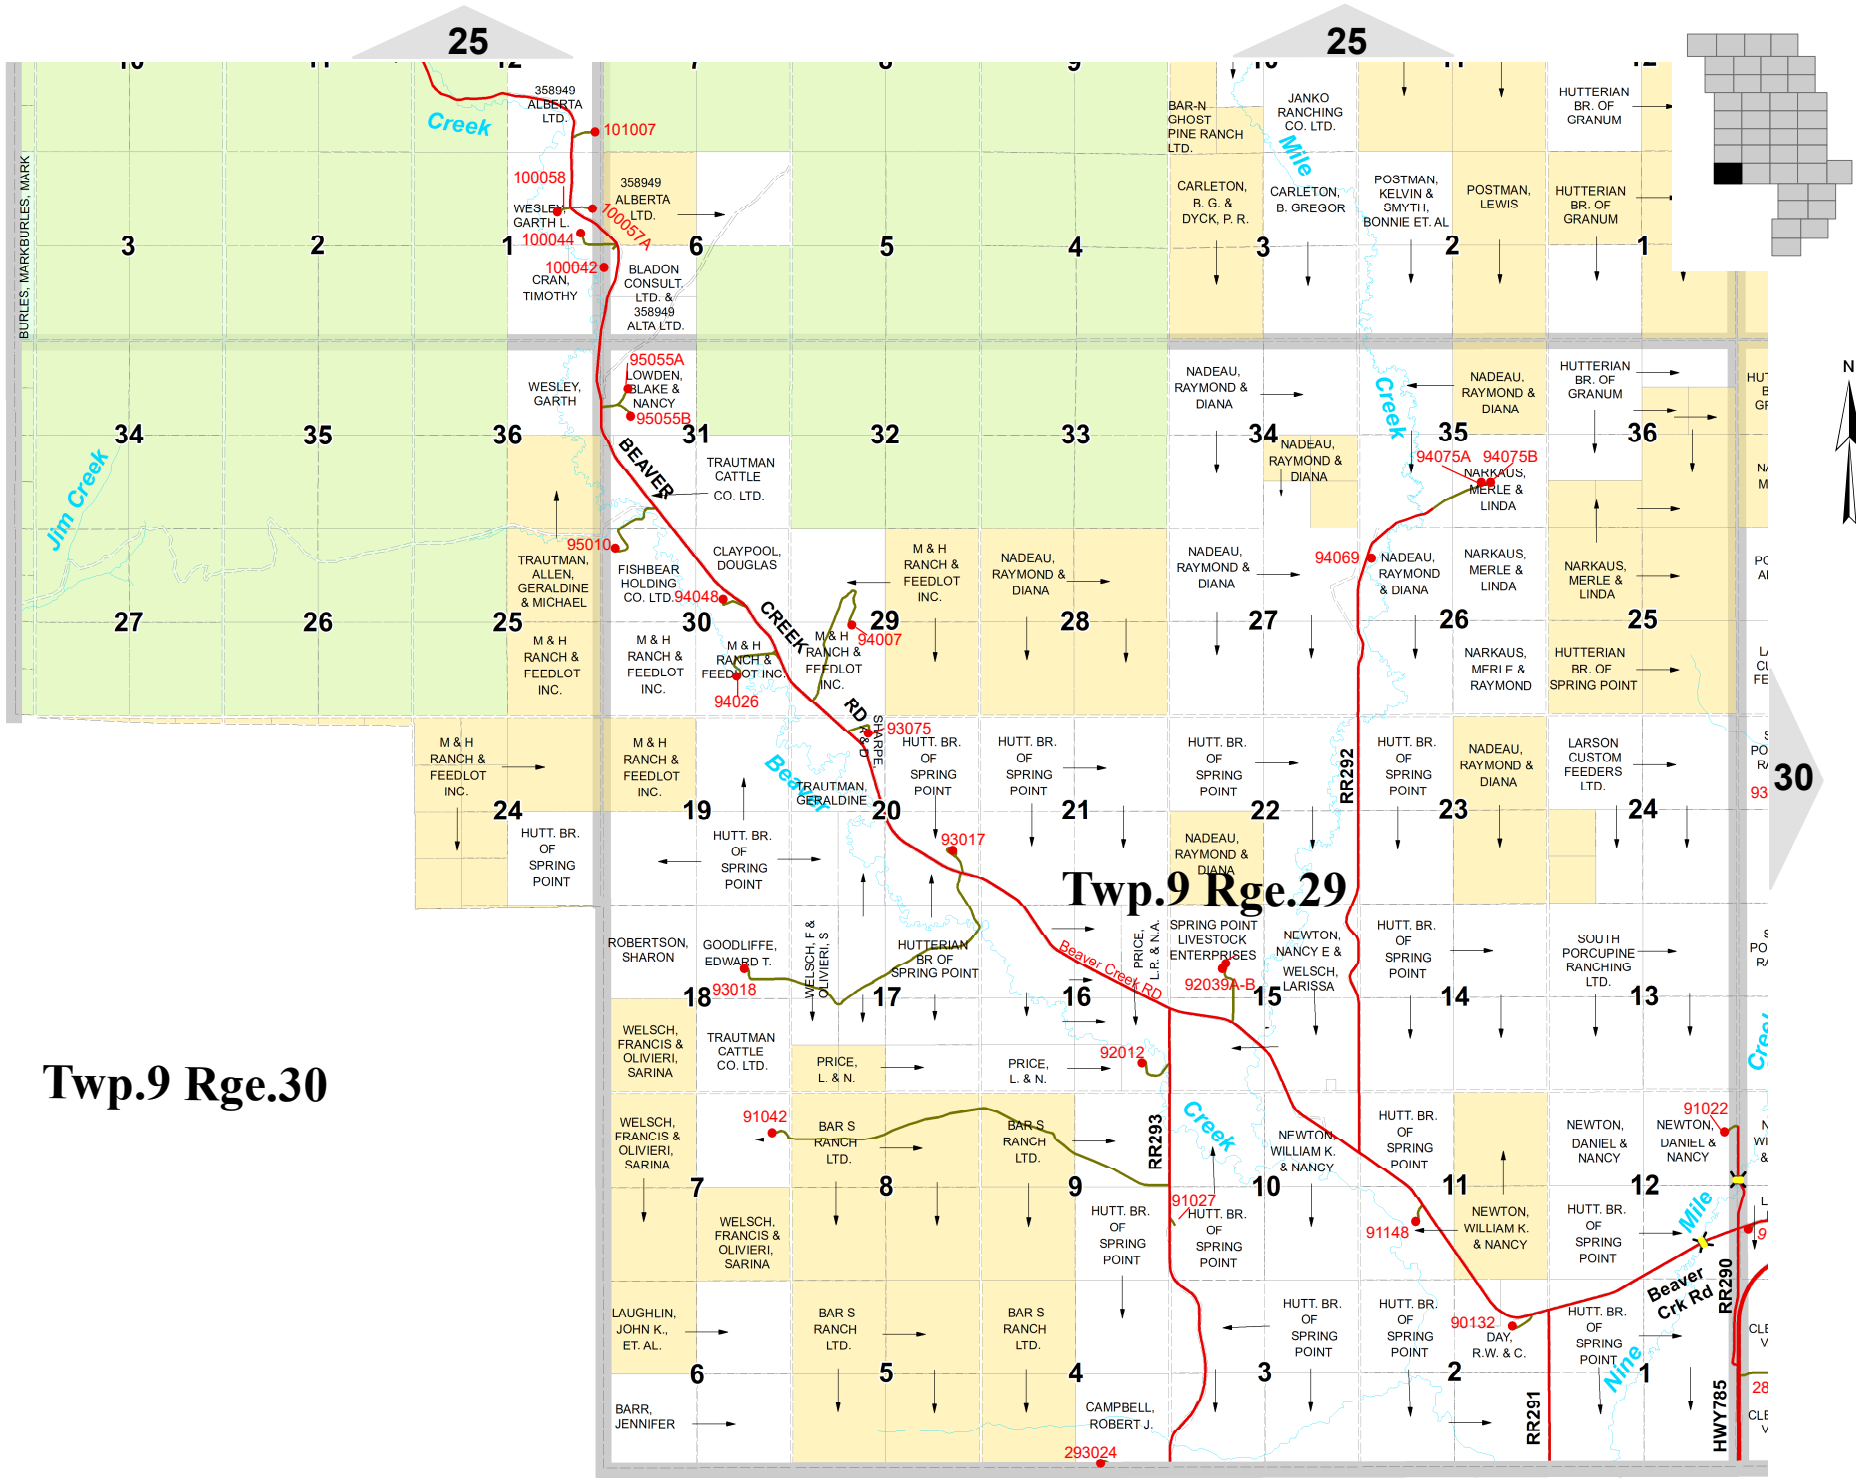 25
25
10
11
12
7
8
9
10
11
12
358949
ALBERTA
LTD.
Creek
101007
BAR-N
GHOST
PINE RANCH
LTD.
JANKO
RANCHING
CO. LTD.
Mile
HUTTERIAN
BR. OF
GRANUM
BURLES, MARKBURLES, MARK
100058
WESLEY,
GARTH L.
100044
100057A
100042
358949
ALBERTA
LTD.
CARLETON,
B. G. &
DYCK, P. R.
CARLETON,
B. GREGOR
POSTMAN,
KELVIN &
SMYTH,
BONNIE ET. AL
POSTMAN,
LEWIS
HUTTERIAN
BR. OF
GRANUM
3
2
1
6
5
4
3
2
1
CRAN,
TIMOTHY
BLADON
CONSULT.
LTD. &
358949
ALTA LTD.
N
95055A
LOWDEN,
BLAKE &
NANCY
95055B
WESLEY,
GARTH
NADEAU,
RAYMOND &
DIANA
Creek
NADEAU,
RAYMOND &
DIANA
HUTTERIAN
BR. OF
GRANUM
34
35
36
31
32
33
34
35
36
Jim Creek
BEAVER
TRAUTMAN
CATTLE
CO. LTD.
NADEAU,
RAYMOND &
DIANA
94075A
94075B
NARKAUS,
MERLE &
LINDA
95010
TRAUTMAN,
ALLEN,
GERALDINE
& MICHAEL
FISHBEAR
HOLDING
CO. LTD.
CLAYPOOL,
DOUGLAS
94048
CREEK
M & H
RANCH &
FEEDLOT
INC.
NADEAU,
RAYMOND &
DIANA
NADEAU,
RAYMOND &
DIANA
94069
NADEAU,
RAYMOND
& DIANA
NARKAUS,
MERLE &
LINDA
NARKAUS,
MERLE &
LINDA
27
26
25
30
29
28
27
26
25
94007
M & H
RANCH &
FEEDLOT
INC.
M & H
RANCH &
FEEDLOT
INC.
M & H
RANCH &
FEEDLOT INC.
94026
M & H
RANCH &
FEEDLOT
INC.
NARKAUS,
MERLE &
RAYMOND
HUTTERIAN
BR. OF
SPRING POINT
RD
93075
M & H
RANCH &
FEEDLOT
INC.
M & H
RANCH &
FEEDLOT
INC.
Beaver
TRAUTMAN,
GERALDINE
HUTT. BR.
OF
SPRING
POINT
HUTT. BR.
OF
SPRING
POINT
HUTT. BR.
OF
SPRING
POINT
RR292
HUTT. BR.
OF
SPRING
POINT
NADEAU,
RAYMOND &
DIANA
LARSON
CUSTOM
FEEDERS
LTD.
30
24
19
20
21
22
23
24
HUTT. BR.
OF
SPRING
POINT
HUTT. BR.
OF
SPRING
POINT
93017
NADEAU,
RAYMOND &
DIANA
Twp.9 Rge.29
ROBERTSON,
SHARON
GOODLIFFE,
EDWARD T.
93018
WELSCH, F &
OLIVIERI, S
HUTTERIAN
BR OF
SPRING POINT
Beaver Creek RD
PRICE,
L.R. & N.A.
SPRING POINT
LIVESTOCK
ENTERPRISES
92039A-B
NEWTON,
NANCY E &
WELSCH,
LARISSA
HUTT. BR.
OF
SPRING
POINT
SOUTH
PORCUPINE
RANCHING
LTD.
18
17
16
15
14
13
WELSCH,
FRANCIS &
OLIVIERI,
SARINA
TRAUTMAN
CATTLE
CO. LTD.
PRICE,
L. & N.
PRICE,
L. & N.
92012
Twp.9 Rge.30
91042
WELSCH,
FRANCIS &
OLIVIERI,
SARINA
BAR S
RANCH
LTD.
BAR S
RANCH
LTD.
RR293
Creek
NEWTON,
WILLIAM K.
& NANCY
HUTT. BR.
OF
SPRING
POINT
NEWTON,
DANIEL &
NANCY
91022
NEWTON,
DANIEL &
NANCY
7
8
9
10
11
12
WELSCH,
FRANCIS &
OLIVIERI,
SARINA
HUTT. BR.
OF
SPRING
POINT
91027
HUTT. BR.
OF
SPRING
POINT
91148
NEWTON,
WILLIAM K.
& NANCY
HUTT. BR.
OF
SPRING
POINT
Mile
Beaver
Crk Rd
RR290
LAUGHLIN,
JOHN K.,
ET. AL.
BAR S
RANCH
LTD.
BAR S
RANCH
LTD.
HUTT. BR.
OF
SPRING
POINT
HUTT. BR.
OF
SPRING
POINT
90132
DAY,
R.W. & C.
HUTT. BR.
OF
SPRING
POINT
Nine
6
5
4
3
2
1
BARR,
JENNIFER
CAMPBELL,
ROBERT J.
293024
RR291
HWY785